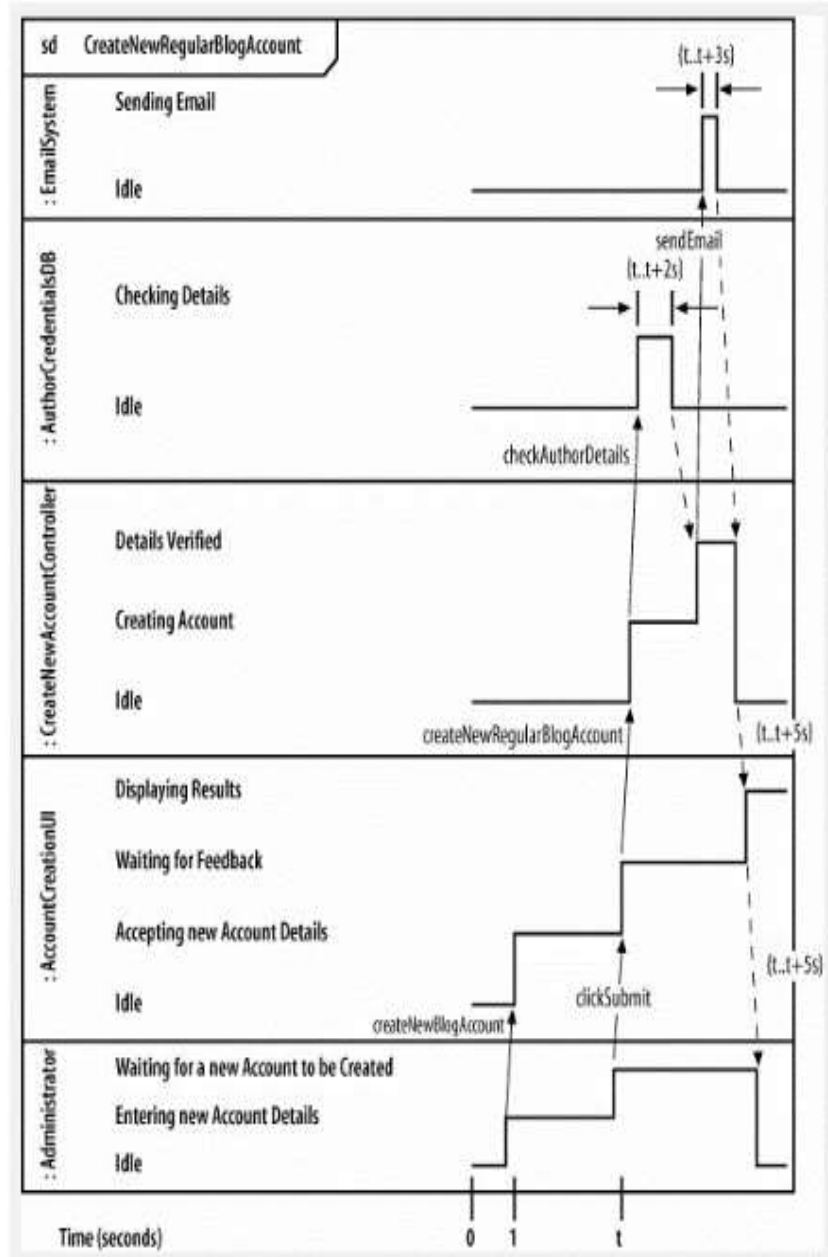 sd CreateNewRegularBlogAccount
{t..t+3s}
: EmailSystem
Sending Email
Idle
sendEmail
: AuthorCredentialsDB
{t..t+2s}
Checking Details
Idle
checkAuthorDetails
: CreateNewAccountController
Details Verified
Creating Account
Idle
createNewRegularBlogAccount
{t..t+5s}
: AccountCreationUI
Displaying Results
Waiting for Feedback
Accepting new Account Details
{t..t+5s}
Idle
clickSubmit
createNewBlogAccount
: Administrator
Waiting for a new Account to be Created
Entering new Account Details
Idle
Time (seconds) 0 1 t